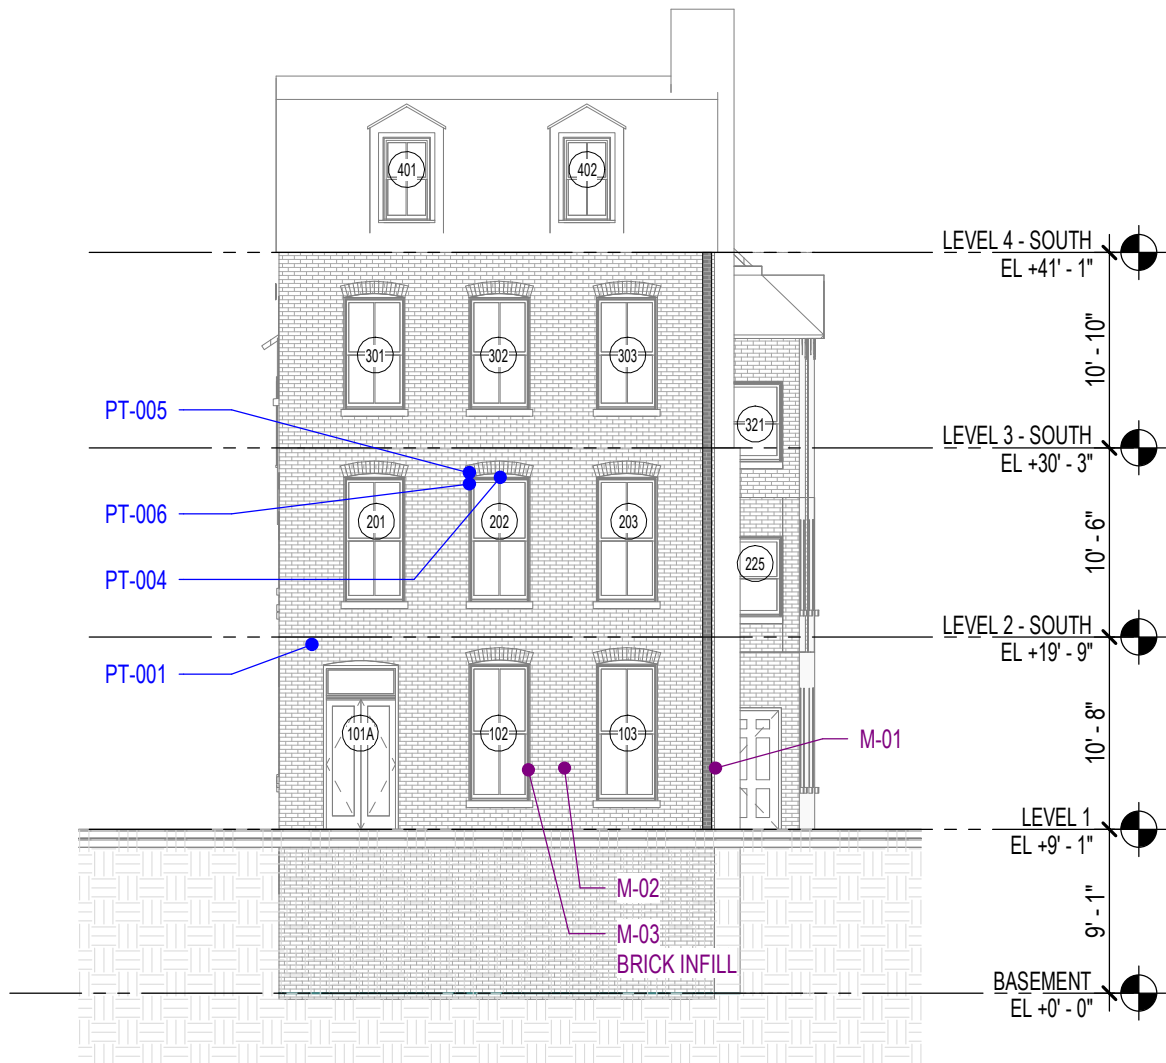 401
402
LEVEL 4 - SOUTH
EL +41' - 1"
301
302
303
10' - 10"
PT-005
321
LEVEL 3 - SOUTH
EL +30' - 3"
PT-006
201
202
203
10' - 6"
225
PT-004
LEVEL 2 - SOUTH
EL +19' - 9"
PT-001
101A
102
103
M-01
10' - 8"
LEVEL 1
EL +9' - 1"
M-02
M-03
BRICK INFILL
9' - 1"
BASEMENT
EL +0' - 0"